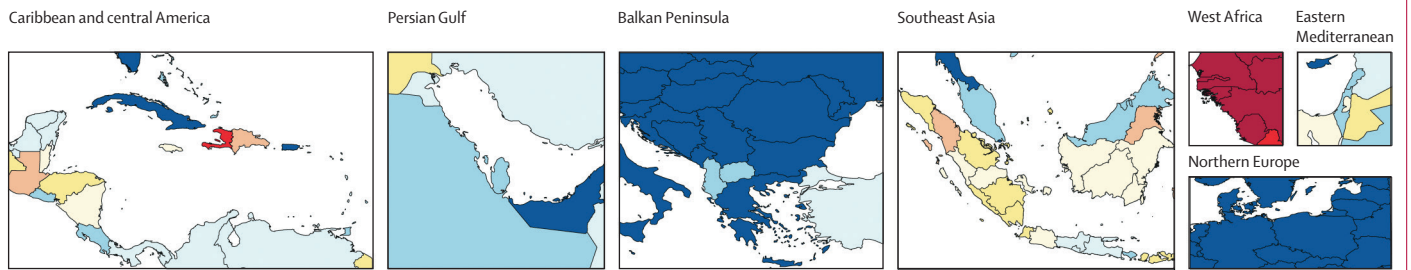 Caribbean and central America
Persian Gulf
Balkan Peninsula
Southeast Asia
West Africa
Eastern
Mediterranean
Northern Europe